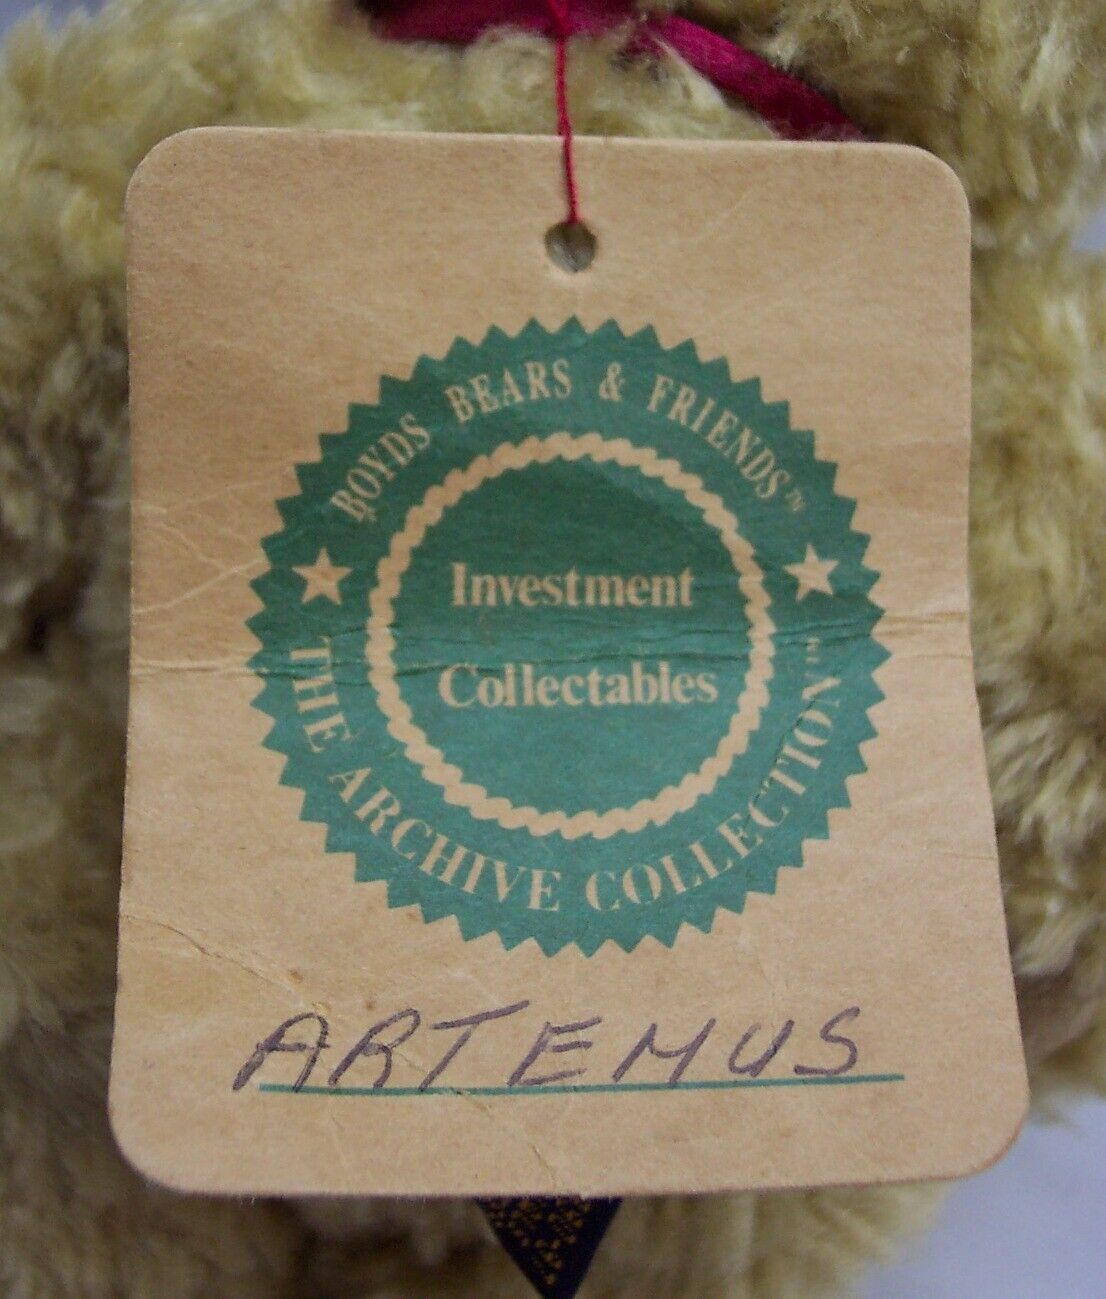 BOYDS BEARS & FRIENDS™
Investment
Collectables
THE ARCHIVE COLLECTION™
ARTEMUS